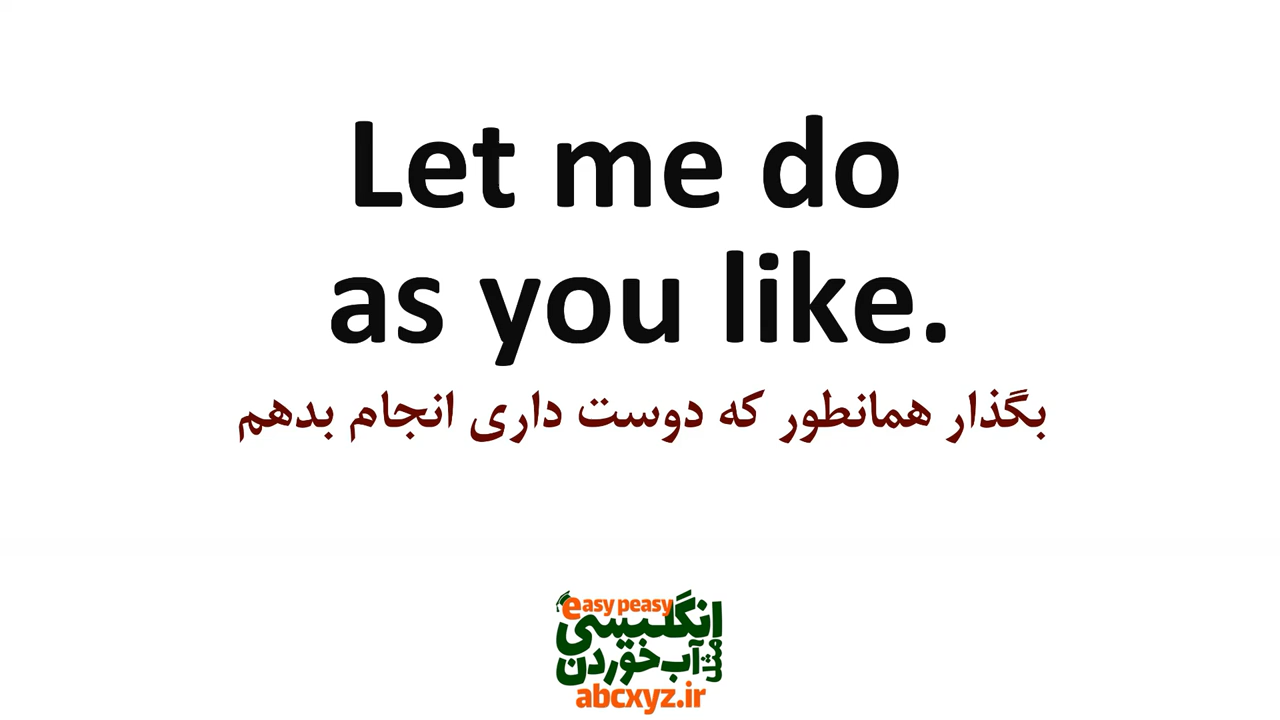 Let me do
as you like.
بگذار همانطور که دوست داری انجام بدهم
easy peasy
انگلیسی
مثل آب خوردن
abcxyz.ir